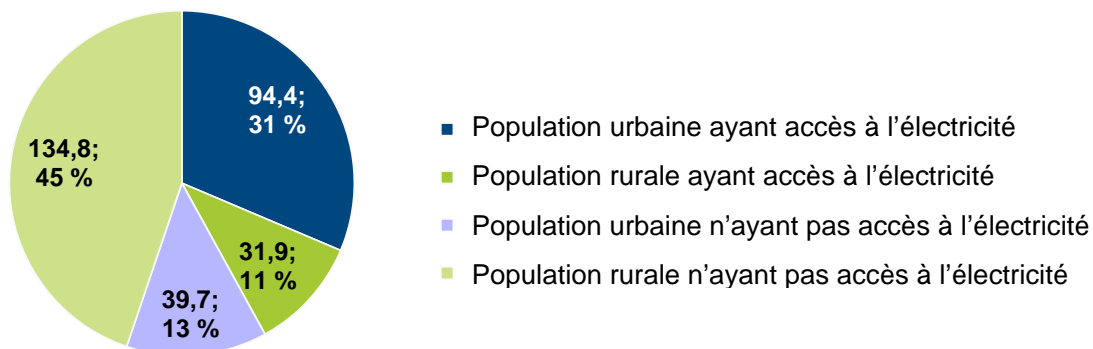 94,4;
31 %
134,8;
45 %
31,9;
11 %
39,7;
13 %
Population urbaine ayant accès à l’électricité
Population rurale ayant accès à l’électricité
Population urbaine n’ayant pas accès à l’électricité
Population rurale n’ayant pas accès à l’électricité